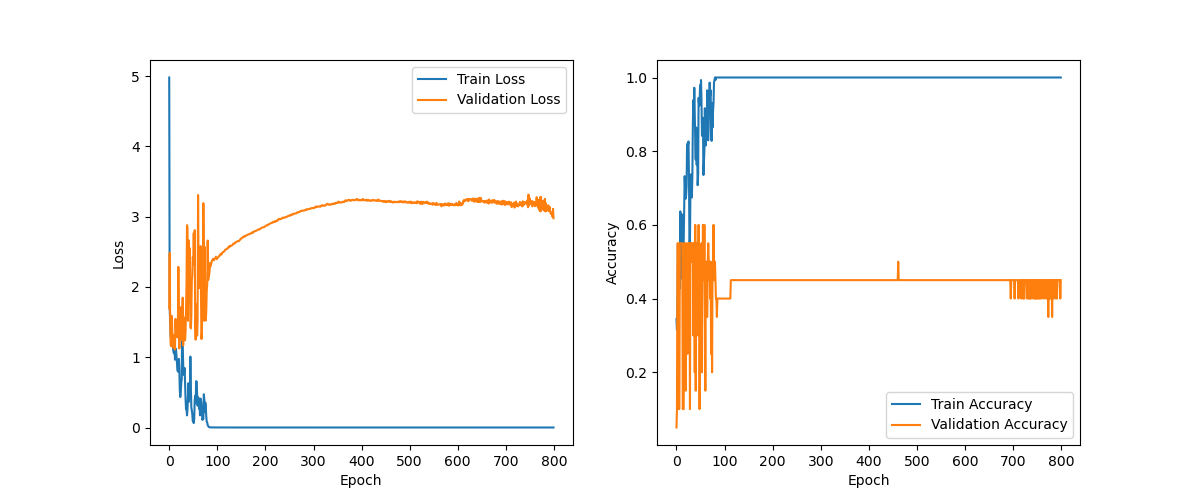 5
4
3
2
1
0
Loss
0 100 200 300 400 500 600 700 800
Epoch
Train Loss
Validation Loss
1.0
0.8
0.6
0.4
0.2
Accuracy
0 100 200 300 400 500 600 700 800
Epoch
Train Accuracy
Validation Accuracy